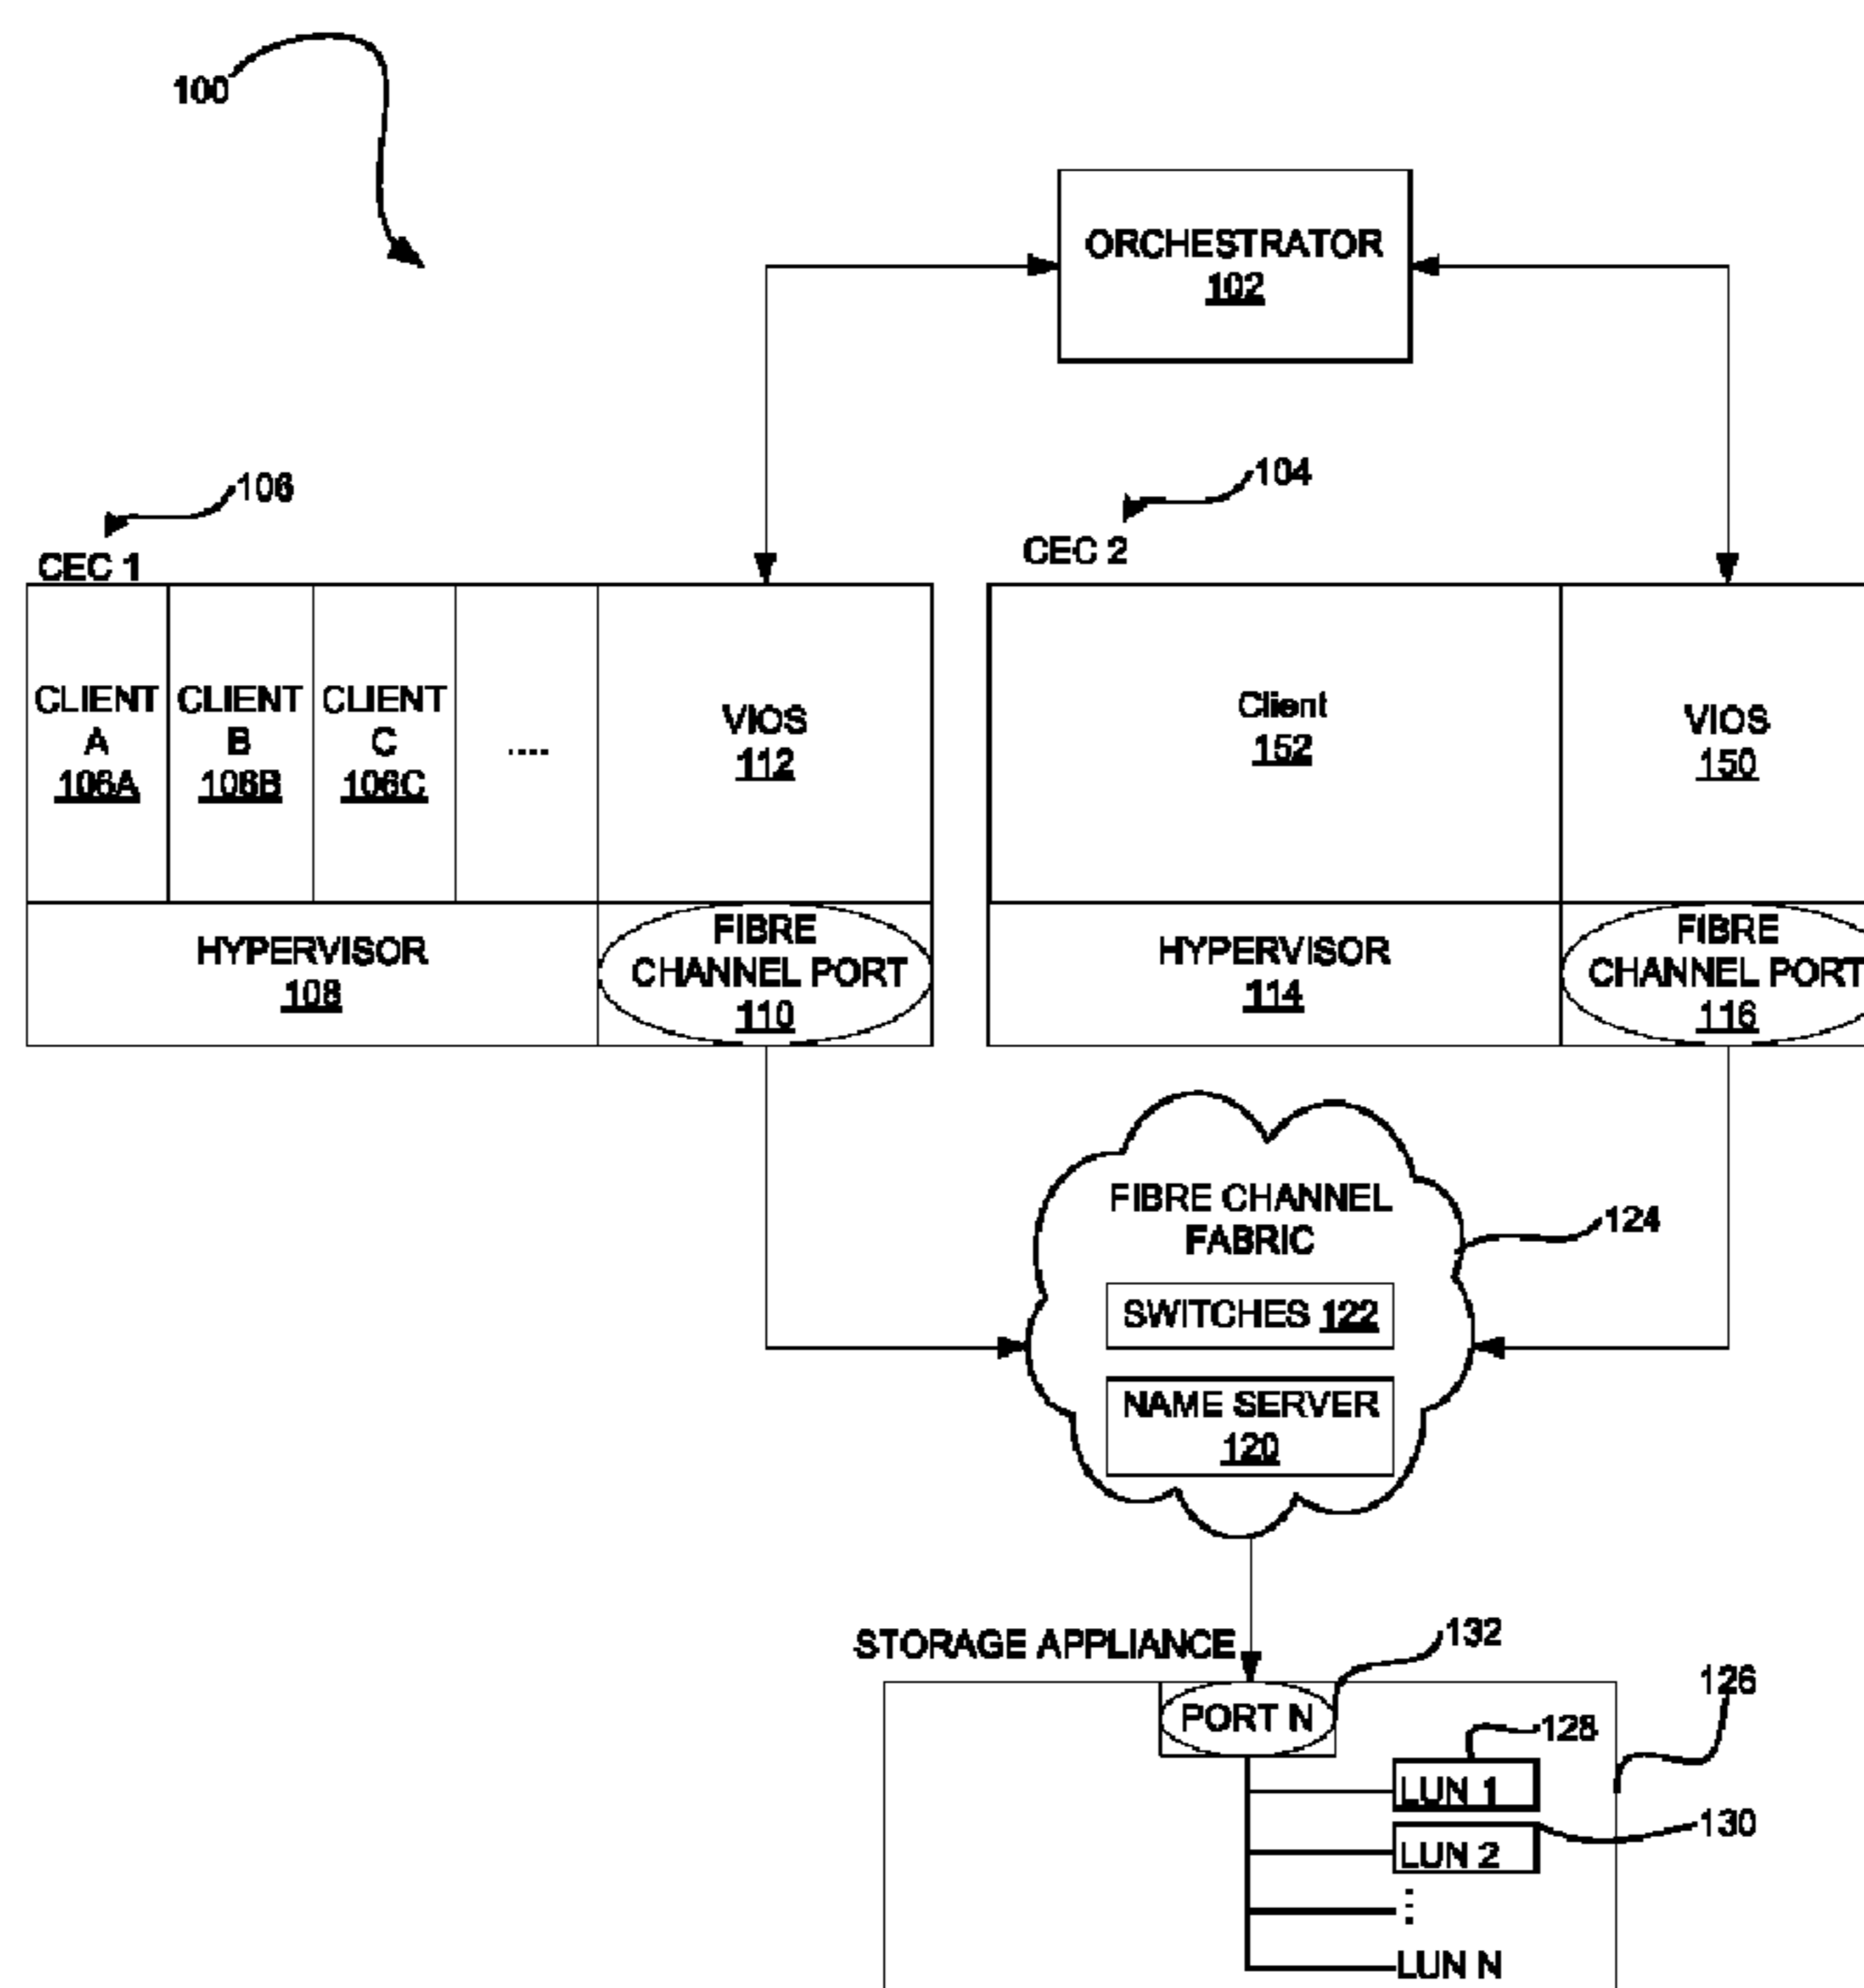 100
ORCHESTRATOR
102
106
104
CEC 1
CEC 2
CLIENT
A
106A
CLIENT
B
106B
CLIENT
C
106C
....
VIOS
112
Client
152
VIOS
150
HYPERVISOR
108
FIBRE
CHANNEL PORT
110
HYPERVISOR
114
FIBRE
CHANNEL PORT
116
FIBRE CHANNEL
FABRIC
124
SWITCHES 122
NAME SERVER
120
STORAGE APPLIANCE
132
PORT N
126
128
LUN 1
130
LUN 2
⋮
LUN N